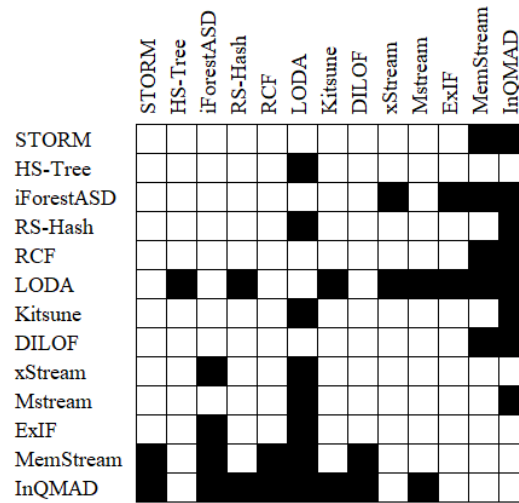 STORM
HS-Tree
iForestASD
RS-Hash
RCF
LODA
Kitsune
DILOF
xStream
Mstream
ExIF
MemStream
InQMAD
STORM
HS-Tree
iForestASD
RS-Hash
RCF
LODA
Kitsune
DILOF
xStream
Mstream
ExIF
MemStream
InQMAD